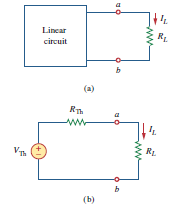 a
Linear
circuit
I_L
R_L
b
(a)
R_Th
a
I_L
V_Th
+
−
R_L
b
(b)